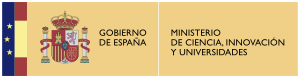 GOBIERNO
DE ESPAÑA
MINISTERIO
DE CIENCIA, INNOVACIÓN
Y UNIVERSIDADES